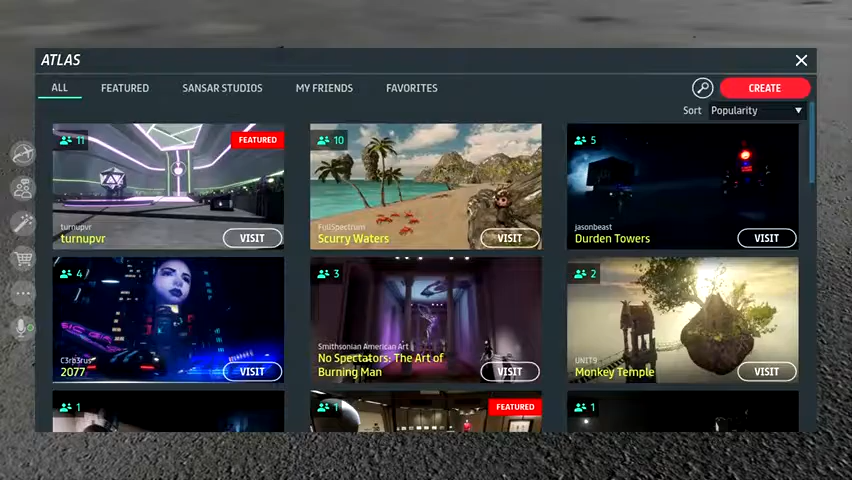 ATLAS
ALL FEATURED SANSAR STUDIOS MY FRIENDS FAVORITES CREATE
Sort Popularity
11 FEATURED
turnupvr
turnupvr VISIT
10
FullSpectrum
Scurry Waters VISIT
5
jasonbeast
Durden Towers VISIT
4
C3rb3rus
2077 VISIT
3
Smithsonian American Art
No Spectators: The Art of
Burning Man VISIT
2
UNIT9
Monkey Temple VISIT
1
1 FEATURED
1